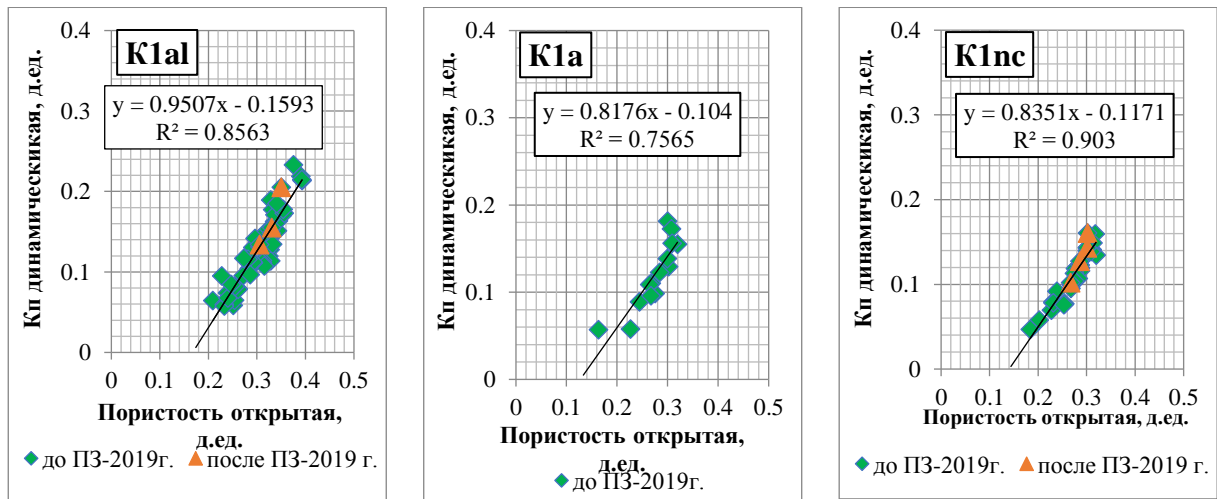 K1al
y = 0.9507x - 0.1593
R² = 0.8563
Кп динамическикая, д.ед.
0.4
0.3
0.2
0.1
0
0 0.1 0.2 0.3 0.4 0.5
Пористость открытая,
д.ед.
до ПЗ-2019г. после ПЗ-2019 г.
K1a
y = 0.8176x - 0.104
R² = 0.7565
Кп динамическикая, д.ед.
0.4
0.3
0.2
0.1
0
0 0.1 0.2 0.3 0.4 0.5
Пористость открытая,
д.ед.
до ПЗ-2019г.
K1nc
y = 0.8351x - 0.1171
R² = 0.903
Кп динамическикая, д.ед.
0.4
0.3
0.2
0.1
0
0 0.1 0.2 0.3 0.4 0.5
Пористость открытая, д.ед.
до ПЗ-2019г. после ПЗ-2019 г.